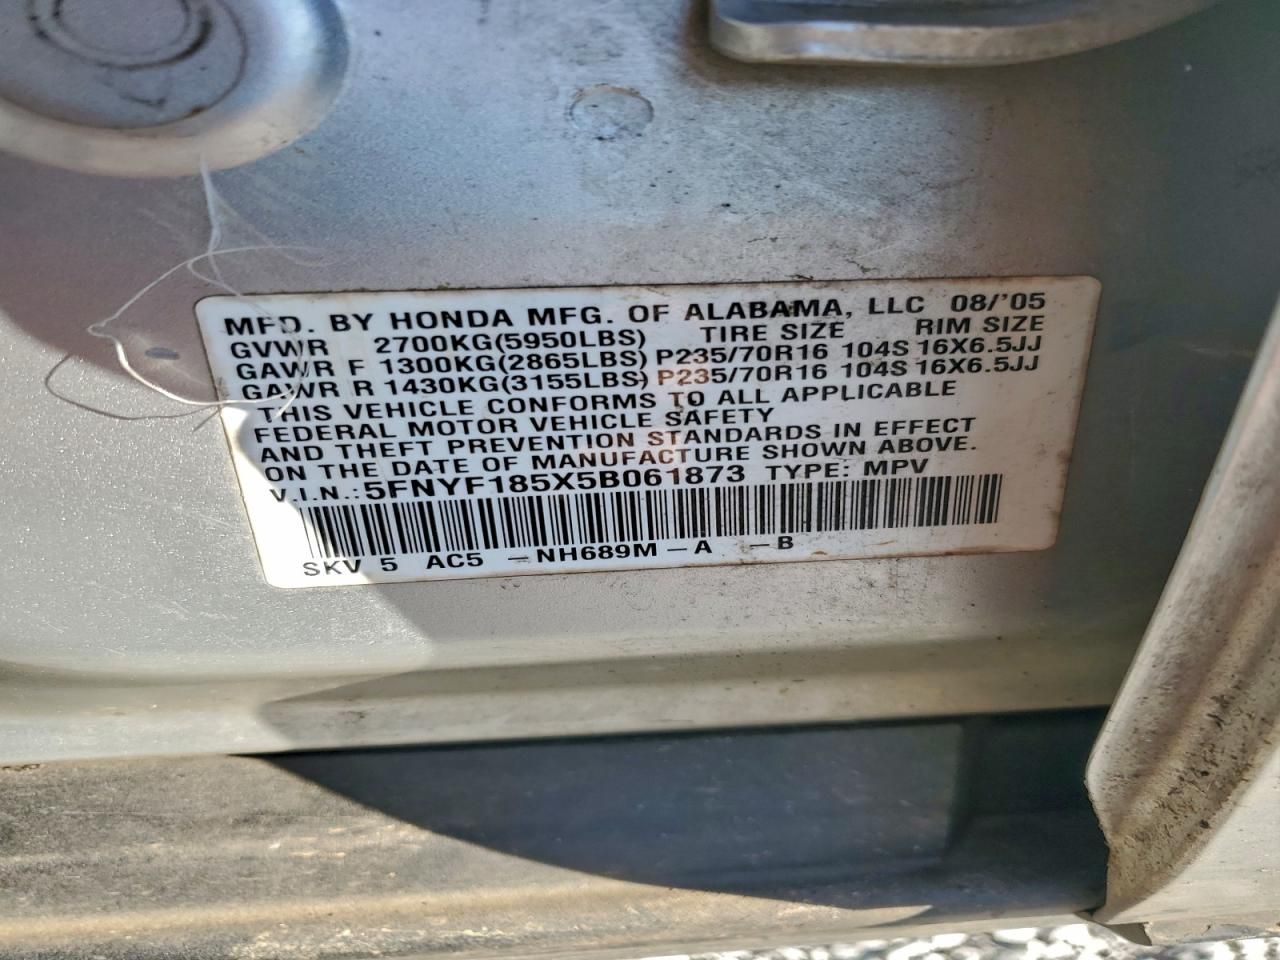 MFD. BY HONDA MFG. OF ALABAMA, LLC 08/'05
GVWR 2700KG(5950LBS) TIRE SIZE RIM SIZE
GAWR F 1300KG(2865LBS) P235/70R16 104S 16X6.5JJ
GAWR R 1430KG(3155LBS) P235/70R16 104S 16X6.5JJ
THIS VEHICLE CONFORMS TO ALL APPLICABLE
FEDERAL MOTOR VEHICLE SAFETY
AND THEFT PREVENTION STANDARDS IN EFFECT
ON THE DATE OF MANUFACTURE SHOWN ABOVE.
V.I.N.:5FNYF185X5B061873 TYPE: MPV
SKV 5 AC5 -NH689M-A -B